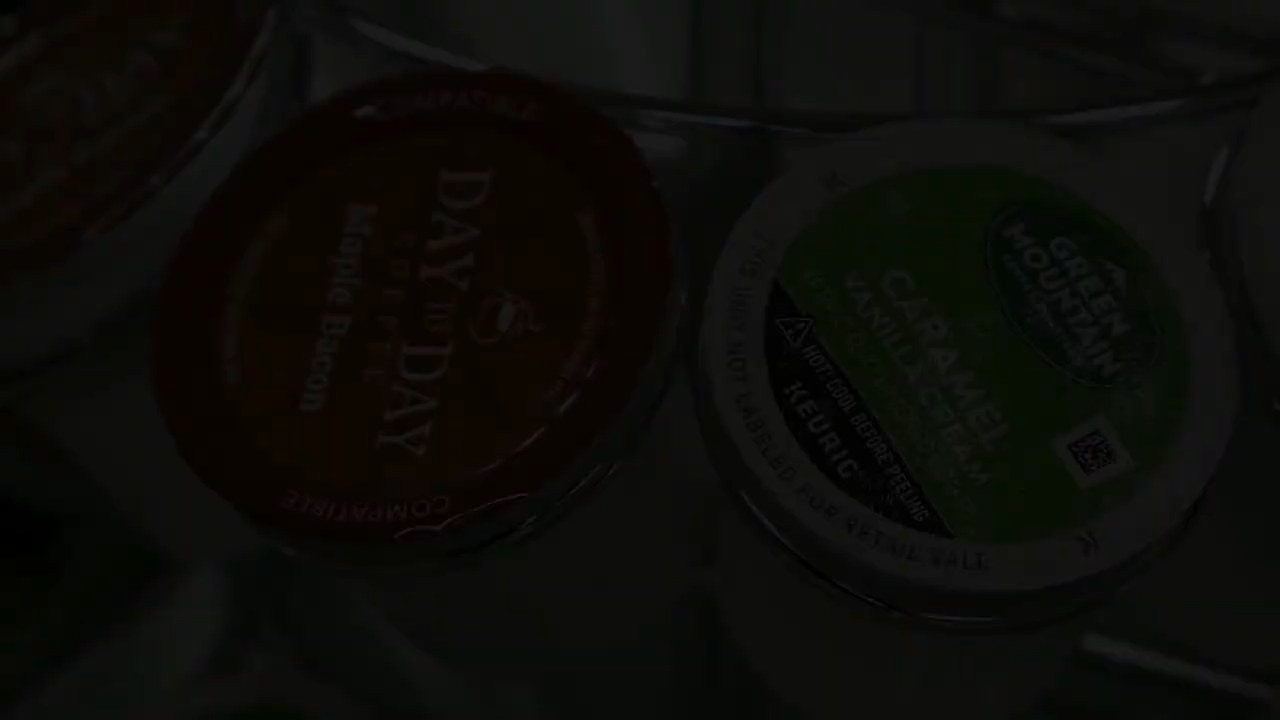 COMPATIBLE
DAY TO DAY
COFFEE
Maple Bacon
COMPATIBLE
GREEN
MOUNTAIN
CARAMEL
VANILLA CREAM
HOT! COOL BEFORE PEELING
KEURIG
UNIT NOT LABELED FOR RETAIL SALE